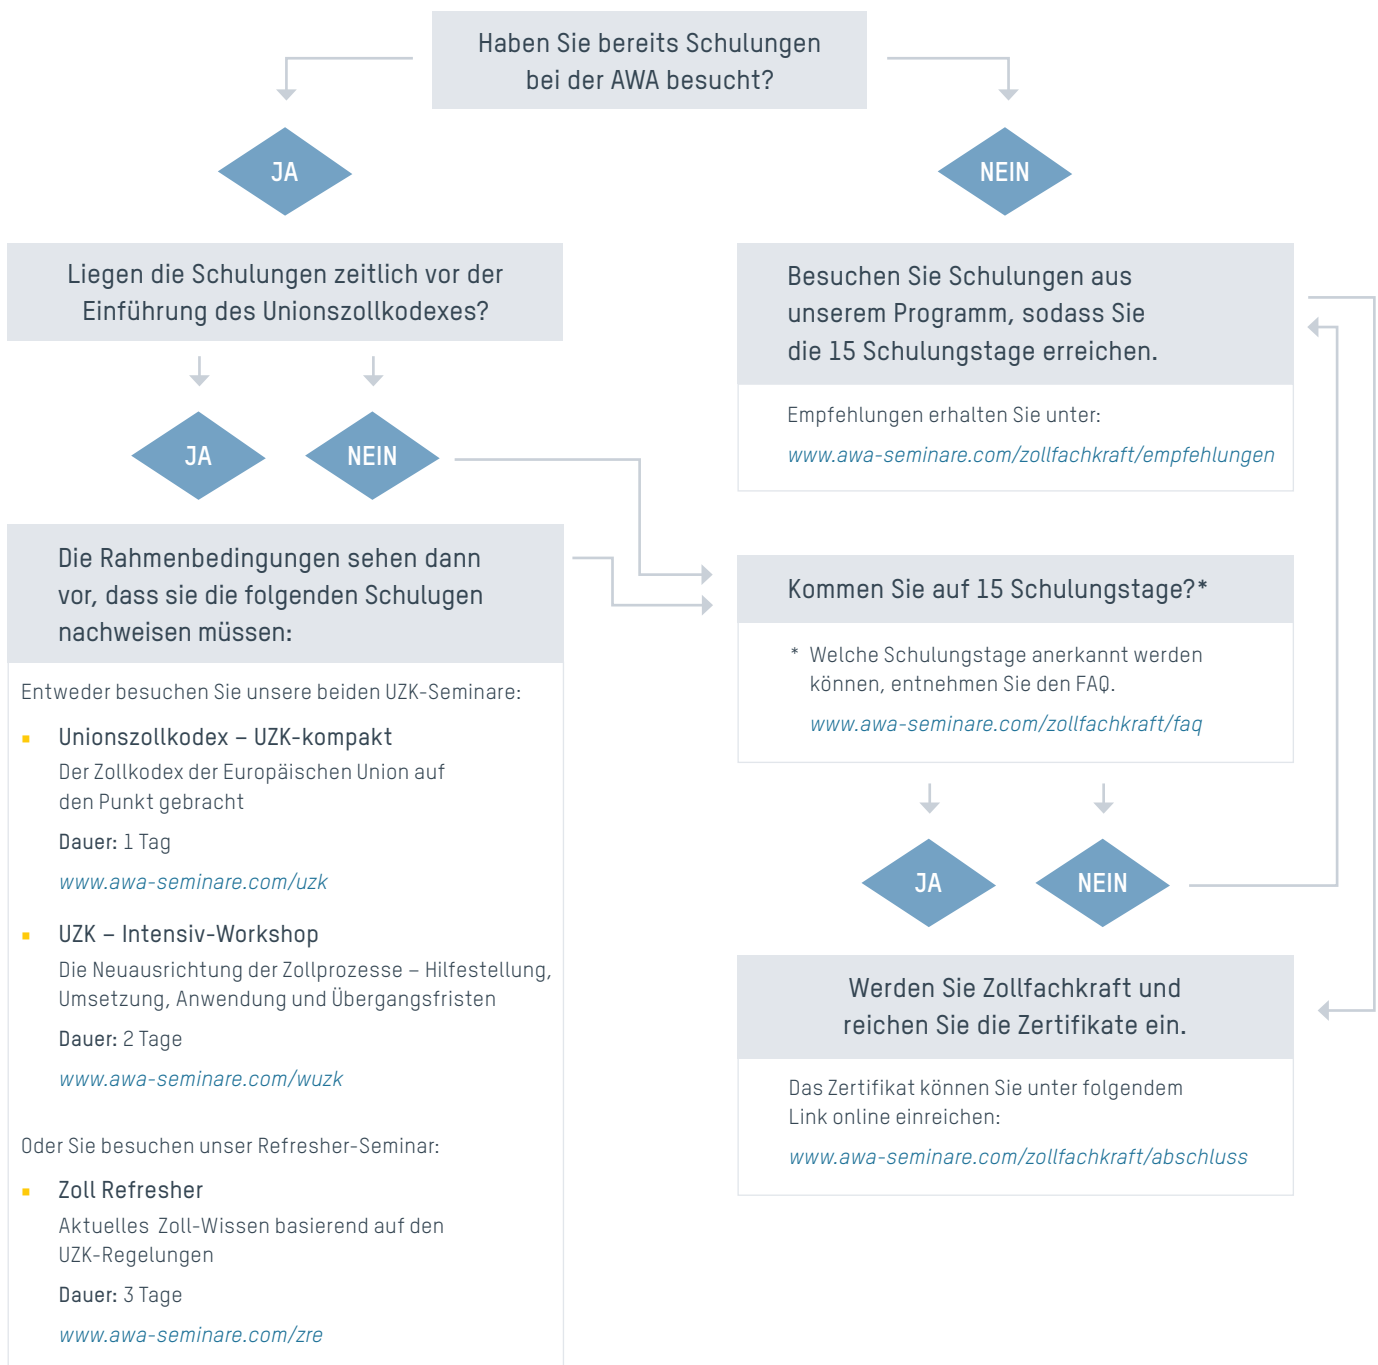 Haben Sie bereits Schulungen
bei der AWA besucht?
JA
NEIN
Liegen die Schulungen zeitlich vor der
Einführung des Unionszollkodexes?
JA
NEIN
Die Rahmenbedingungen sehen dann
vor, dass sie die folgenden Schulugen
nachweisen müssen:
Entweder besuchen Sie unsere beiden UZK-Seminare:
▪ Unionszollkodex – UZK-kompakt
Der Zollkodex der Europäischen Union auf
den Punkt gebracht
Dauer: 1 Tag
www.awa-seminare.com/uzk
▪ UZK – Intensiv-Workshop
Die Neuausrichtung der Zollprozesse – Hilfestellung,
Umsetzung, Anwendung und Übergangsfristen
Dauer: 2 Tage
www.awa-seminare.com/wuzk
Oder Sie besuchen unser Refresher-Seminar:
▪ Zoll Refresher
Aktuelles Zoll-Wissen basierend auf den
UZK-Regelungen
Dauer: 3 Tage
www.awa-seminare.com/zre
Besuchen Sie Schulungen aus
unserem Programm, sodass Sie
die 15 Schulungstage erreichen.
Empfehlungen erhalten Sie unter:
www.awa-seminare.com/zollfachkraft/empfehlungen
Kommen Sie auf 15 Schulungstage?*
* Welche Schulungstage anerkannt werden
können, entnehmen Sie den FAQ.
www.awa-seminare.com/zollfachkraft/faq
JA
NEIN
Werden Sie Zollfachkraft und
reichen Sie die Zertifikate ein.
Das Zertifikat können Sie unter folgendem
Link online einreichen:
www.awa-seminare.com/zollfachkraft/abschluss